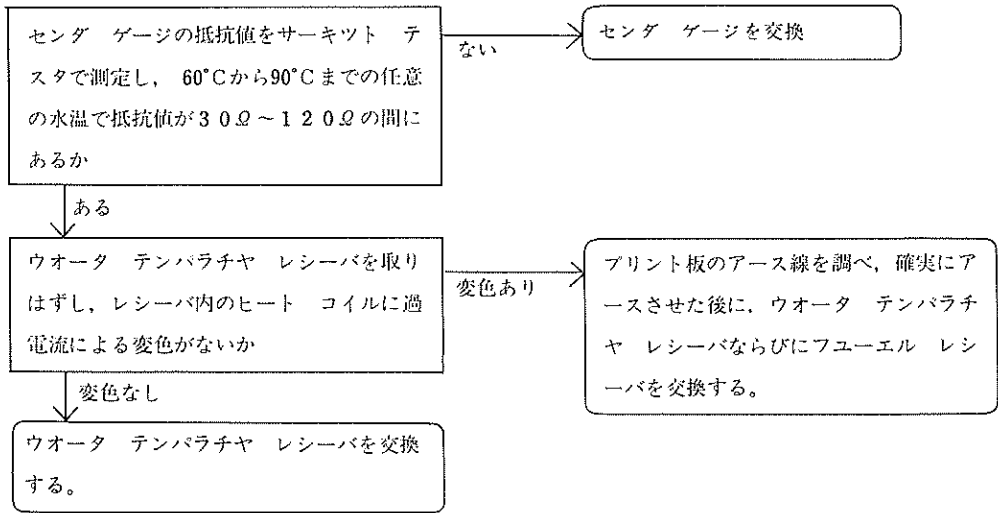 センダ　ゲージの抵抗値をサーキツト　テ
スタで測定し，60°Cから90°Cまでの任意
の水温で抵抗値が30Ω～120Ωの間に
あるか
ない
センダ　ゲージを交換
ある
ウオータ　テンパラチヤ　レシーバを取り
はずし，レシーバ内のヒート　コイルに過
電流による変色がないか
変色あり
プリント板のアース線を調べ，確実にア
ースさせた後に，ウオータ　テンパラチ
ヤ　レシーバならびにフユーエル　レシ
ーバを交換する。
変色なし
ウオータ　テンパラチヤ　レシーバを交換
する。